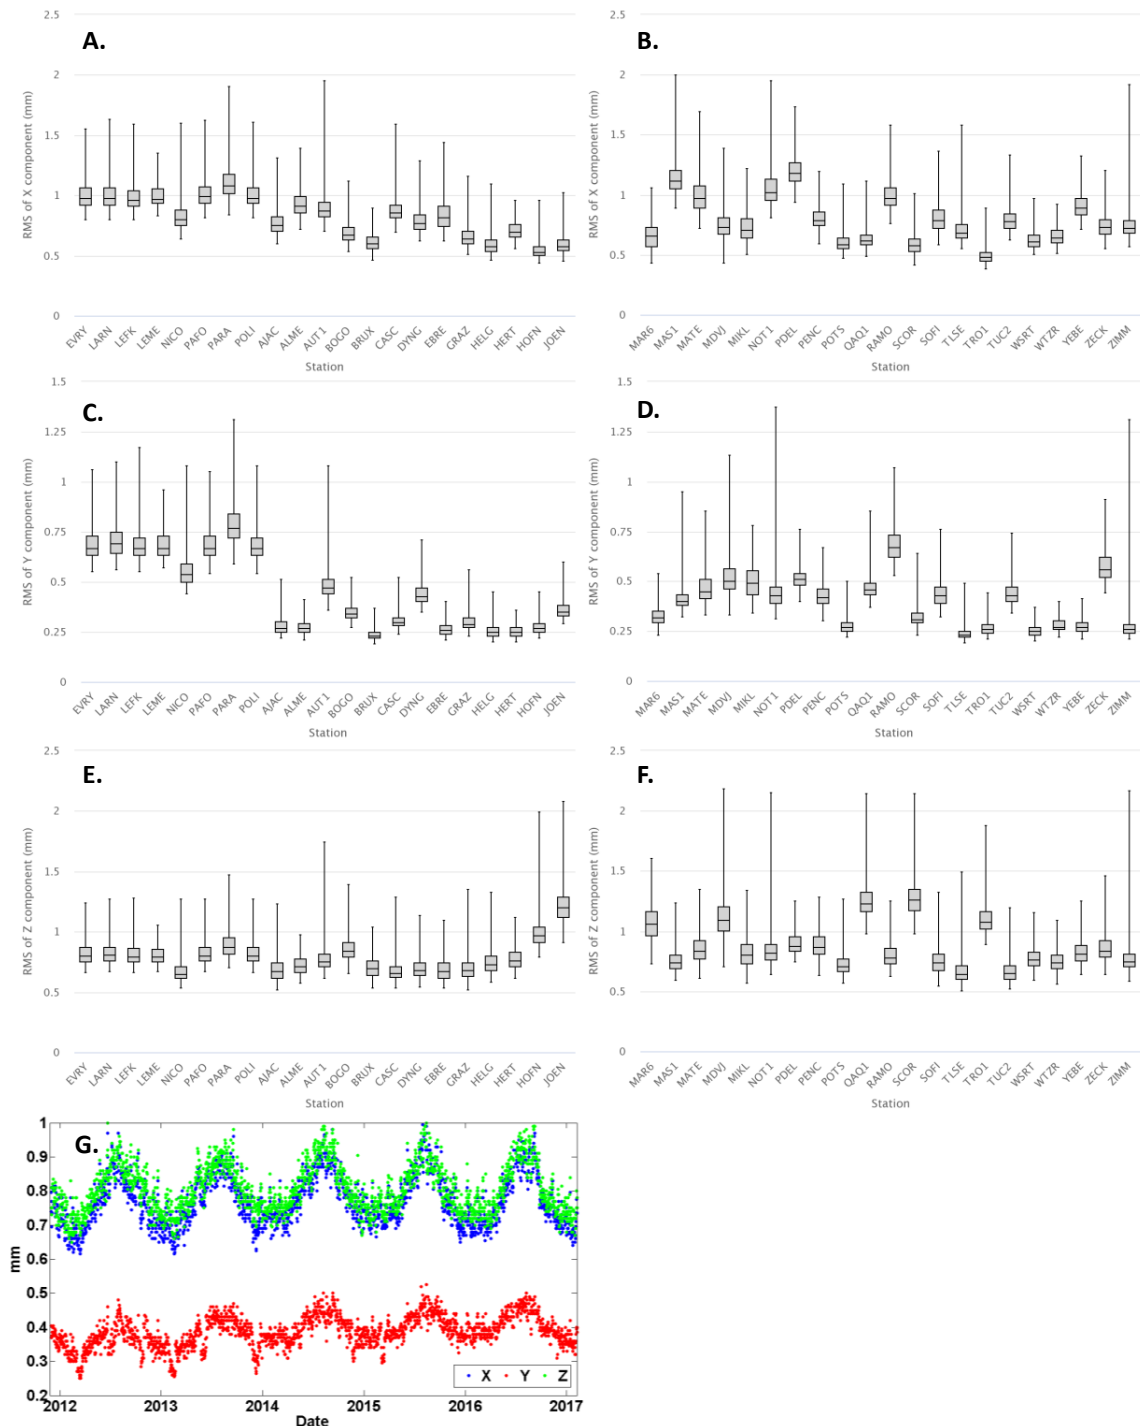 A.
2.5
2
1.5
1
0.5
0
RMS of X component (mm)
EVRY LARN LEFK LEME NICO PAFO PARA POLI AJAC ALME AUT1 BOGO BRUX CASC DYNG EBRE GRAZ HELG HERT HOFN JOEN
Station
B.
2.5
2
1.5
1
0.5
0
RMS of X component (mm)
MAR6 MAS1 MATE MDVJ MIKL NOT1 PDEL PENC POTS QAQ1 RAMO SCOR SOFI TLSE TRO1 TUC2 WSRT WTZR YEBE ZECK ZIMM
Station
C.
1.5
1.25
1
0.75
0.5
0.25
0
RMS of Y component (mm)
EVRY LARN LEFK LEME NICO PAFO PARA POLI AJAC ALME AUT1 BOGO BRUX CASC DYNG EBRE GRAZ HELG HERT HOFN JOEN
Station
D.
1.5
1.25
1
0.75
0.5
0.25
0
RMS of Y component (mm)
MAR6 MAS1 MATE MDVJ MIKL NOT1 PDEL PENC POTS QAQ1 RAMO SCOR SOFI TLSE TRO1 TUC2 WSRT WTZR YEBE ZECK ZIMM
Station
E.
2.5
2
1.5
1
0.5
0
RMS of Z component (mm)
EVRY LARN LEFK LEME NICO PAFO PARA POLI AJAC ALME AUT1 BOGO BRUX CASC DYNG EBRE GRAZ HELG HERT HOFN JOEN
Station
F.
2.5
2
1.5
1
0.5
0
RMS of Z component (mm)
MAR6 MAS1 MATE MDVJ MIKL NOT1 PDEL PENC POTS QAQ1 RAMO SCOR SOFI TLSE TRO1 TUC2 WSRT WTZR YEBE ZECK ZIMM
Station
G.
1
0.9
0.8
0.7
0.6
0.5
0.4
0.3
0.2
mm
X Y Z
2012 2013 2014 2015 2016 2017
Date